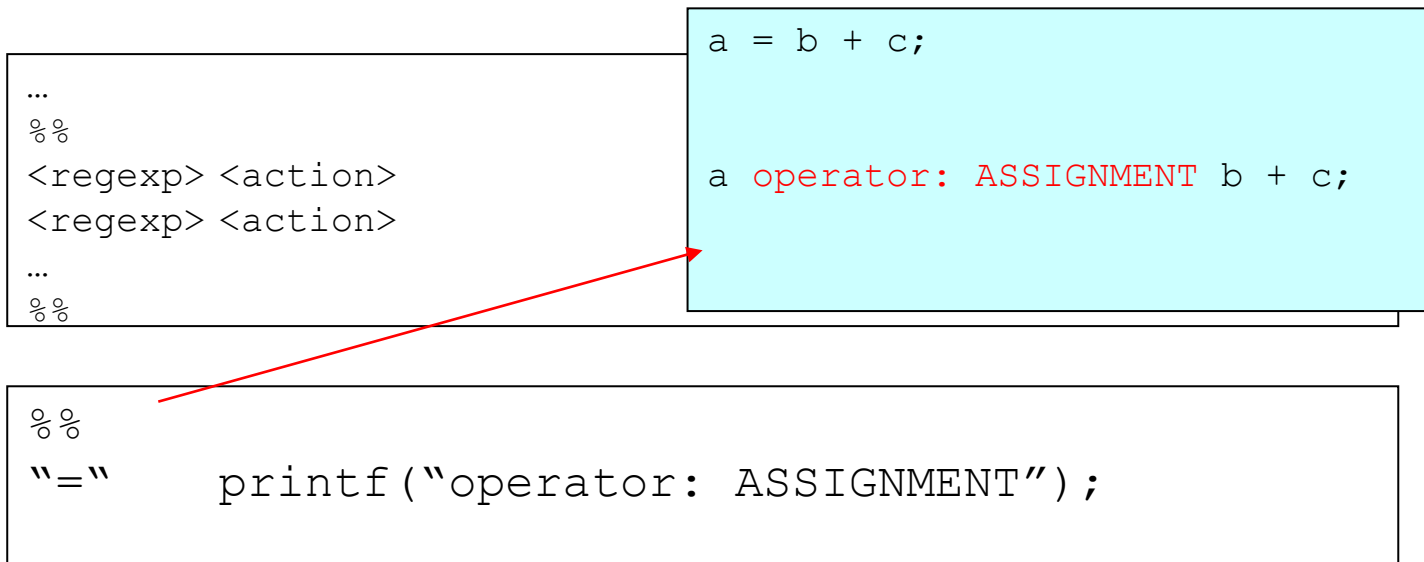 …
%%
<regexp> <action>
<regexp> <action>
…
%%
a = b + c;
a operator: ASSIGNMENT b + c;
%%
“=“ printf(“operator: ASSIGNMENT”);